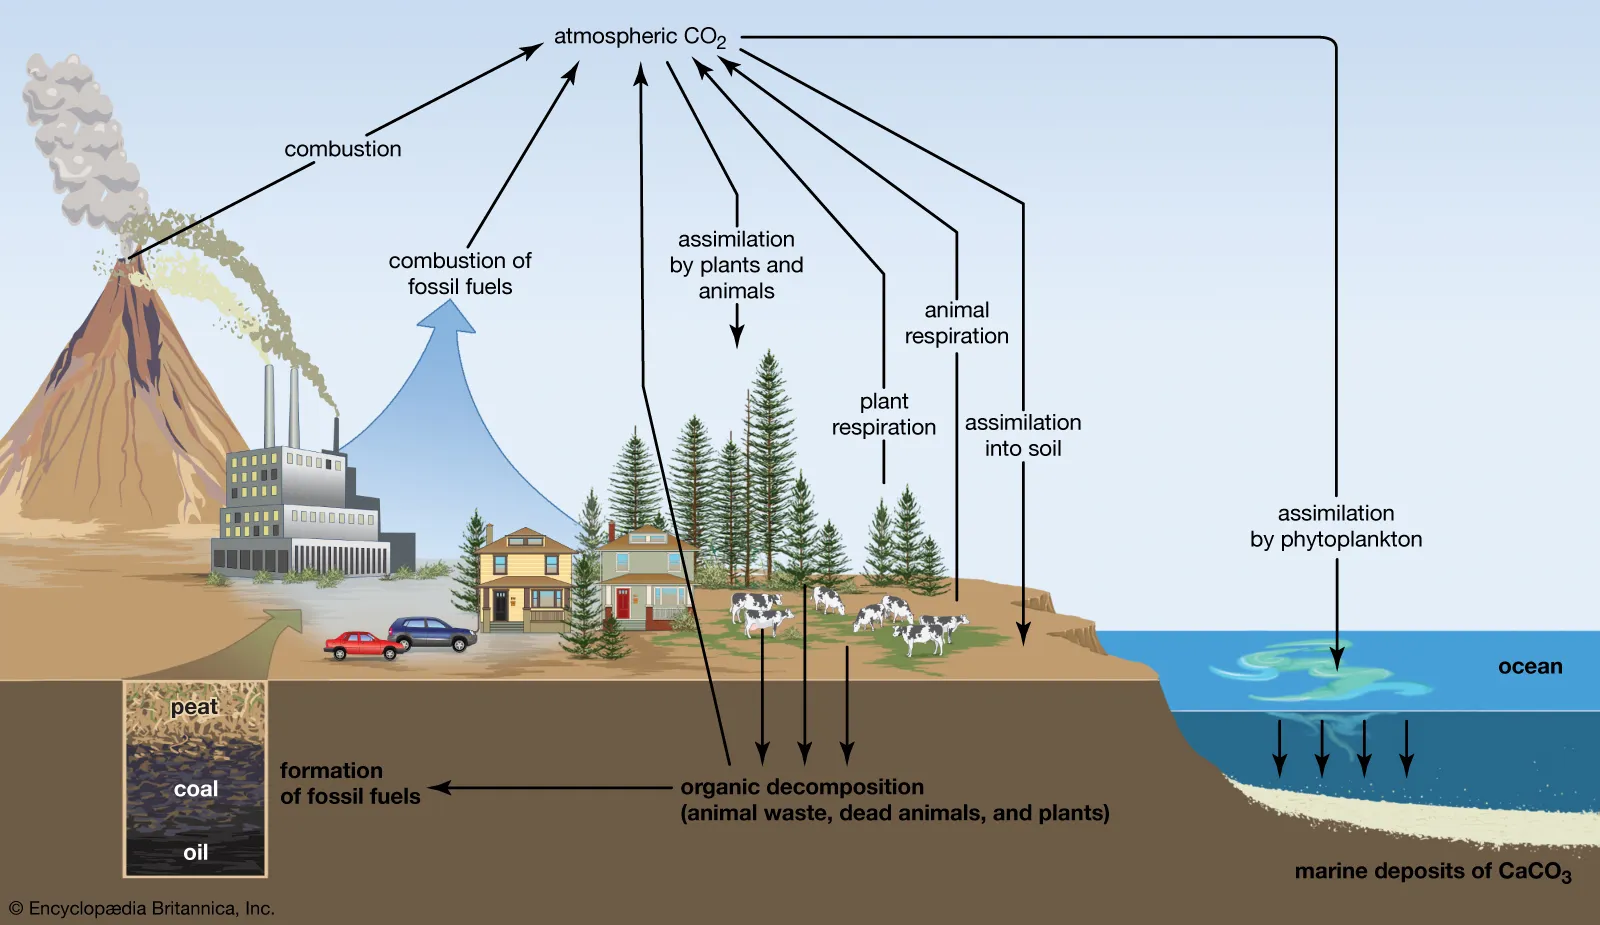 atmospheric CO₂
combustion
combustion of
fossil fuels
assimilation
by plants and
animals
animal
respiration
plant
respiration
assimilation
into soil
assimilation
by phytoplankton
ocean
peat
coal
oil
formation
of fossil fuels
organic decomposition
(animal waste, dead animals, and plants)
marine deposits of CaCO₃
© Encyclopædia Britannica, Inc.